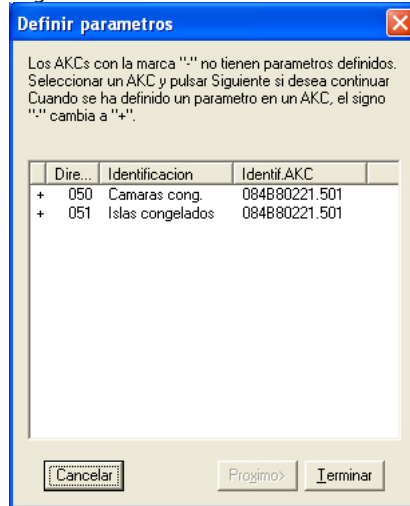 Definir parametros
Los AKCs con la marca "-" no tienen parametros definidos.
Seleccionar un AKC y pulsar Siguiente si desea continuar
Cuando se ha definido un parametro en un AKC, el signo
"-" cambia a "+".
Dire... Identificacion Identif.AKC
+ 050 Camaras cong. 084B80221.501
+ 051 Islas congelados 084B80221.501
Cancelar Proximo> Terminar